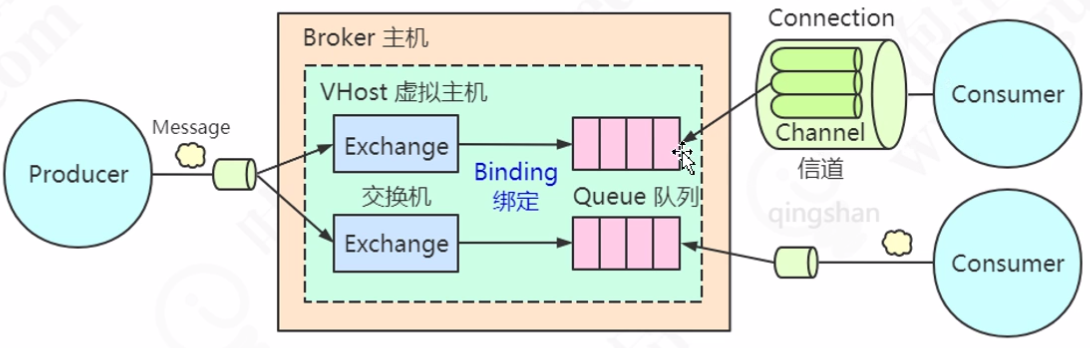 Connection
Broker 主机
VHost 虚拟主机
Message
Exchange
Consumer
Channel
Producer
Binding
信道
交换机
绑定
Queue 队列
qingshan
Exchange
Consumer